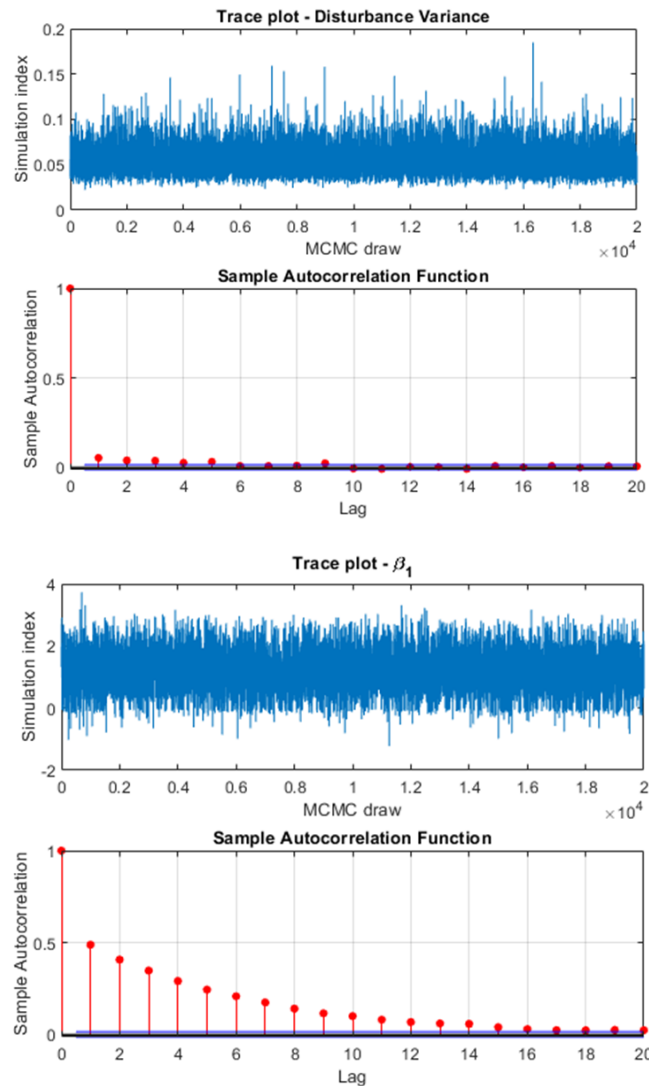 Trace plot - Disturbance Variance
0.2
0.15
0.1
0.05
0
Simulation index
0 0.2 0.4 0.6 0.8 1 1.2 1.4 1.6 1.8 2
MCMC draw
×10⁴
Sample Autocorrelation Function
1
0.5
0
Sample Autocorrelation
0 2 4 6 8 10 12 14 16 18 20
Lag
Trace plot - β₁
4
2
0
-2
Simulation index
0 0.2 0.4 0.6 0.8 1 1.2 1.4 1.6 1.8 2
MCMC draw
×10⁴
Sample Autocorrelation Function
1
0.5
0
Sample Autocorrelation
0 2 4 6 8 10 12 14 16 18 20
Lag